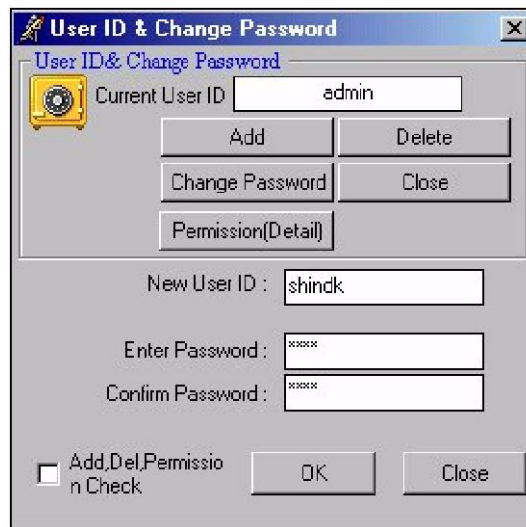 User ID & Change Password
User ID& Change Password
Current User ID admin
Add Delete
Change Password Close
Permission(Detail)
New User ID : shindk
Enter Password : ****
Confirm Password : ****
Add,Del,Permissio
n Check
OK Close